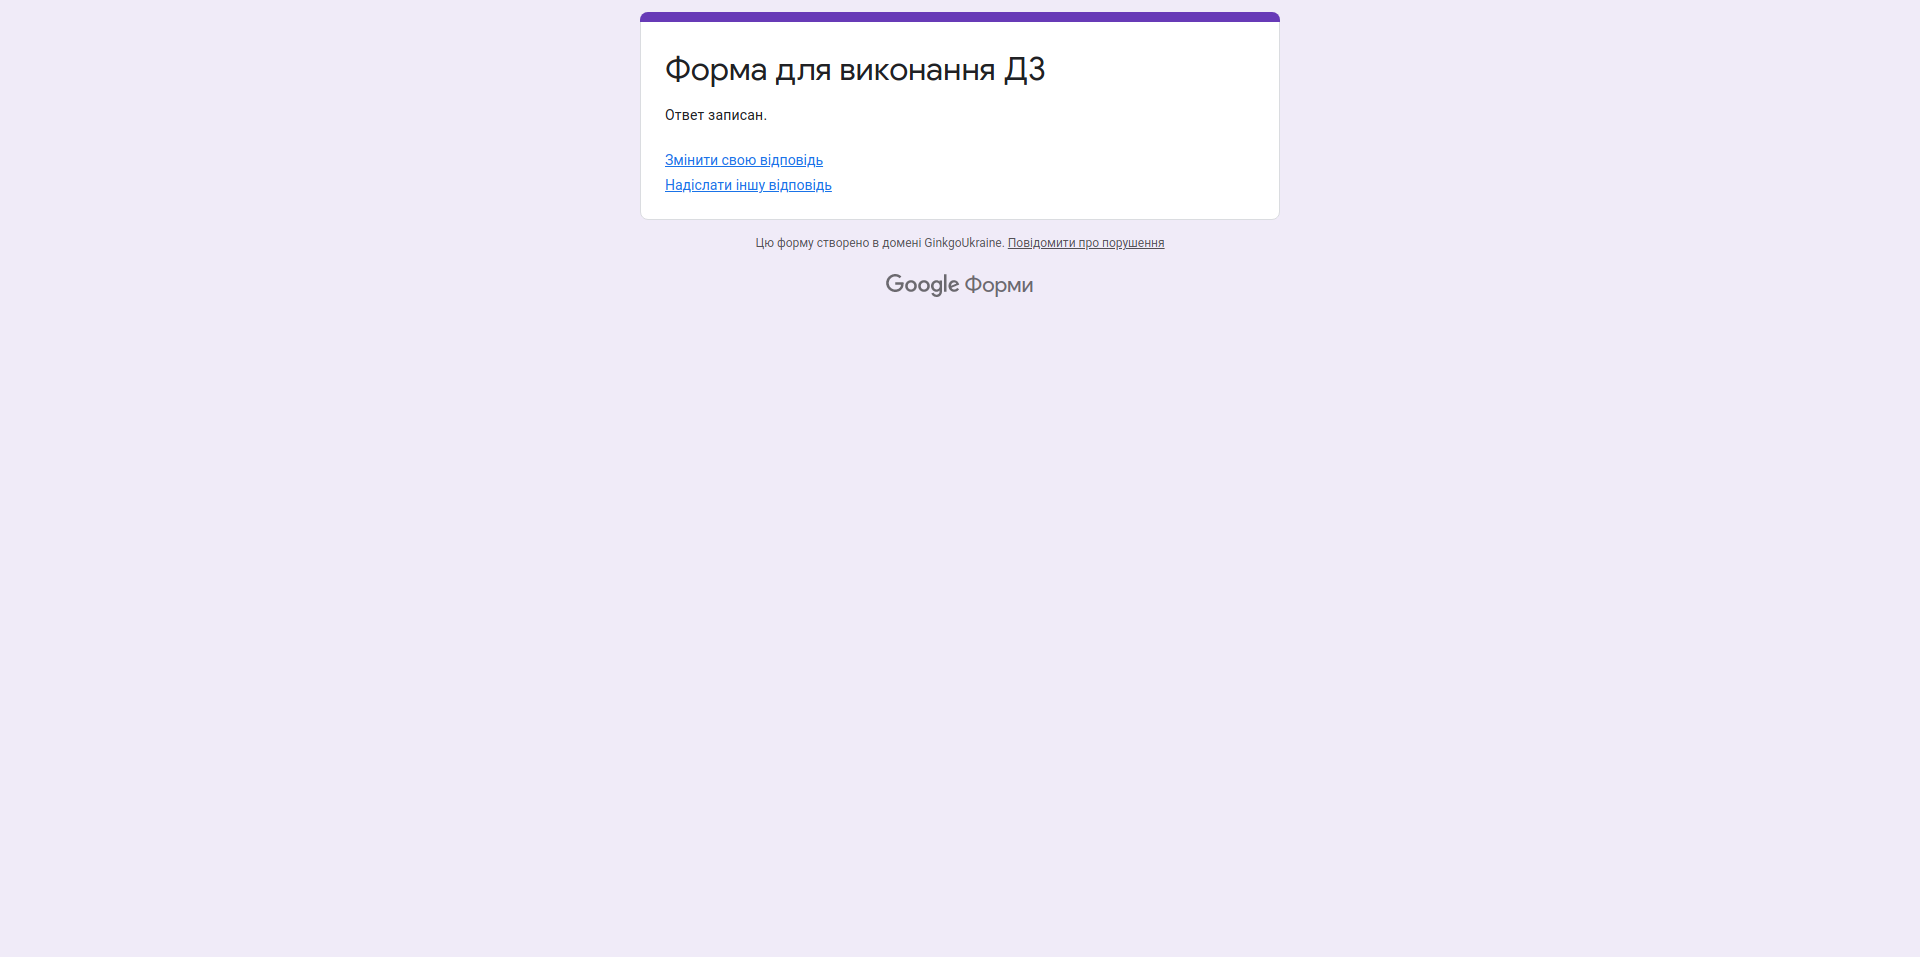 Форма для виконання ДЗ
Ответ записан.
Змінити свою відповідь
Надіслати іншу відповідь
Цю форму створено в домені GinkgoUkraine. Повідомити про порушення
Google Форми